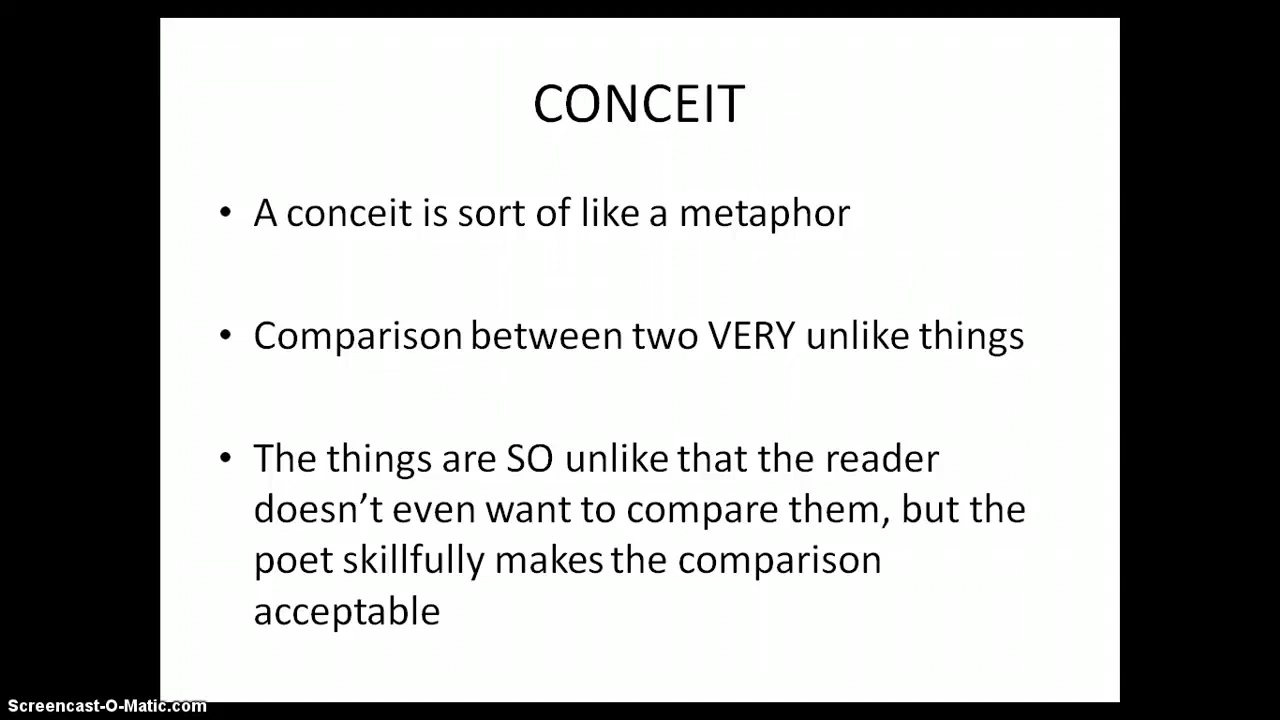 CONCEIT
• A conceit is sort of like a metaphor
• Comparison between two VERY unlike things
• The things are SO unlike that the reader
doesn’t even want to compare them, but the
poet skillfully makes the comparison
acceptable
Screencast-O-Matic.com